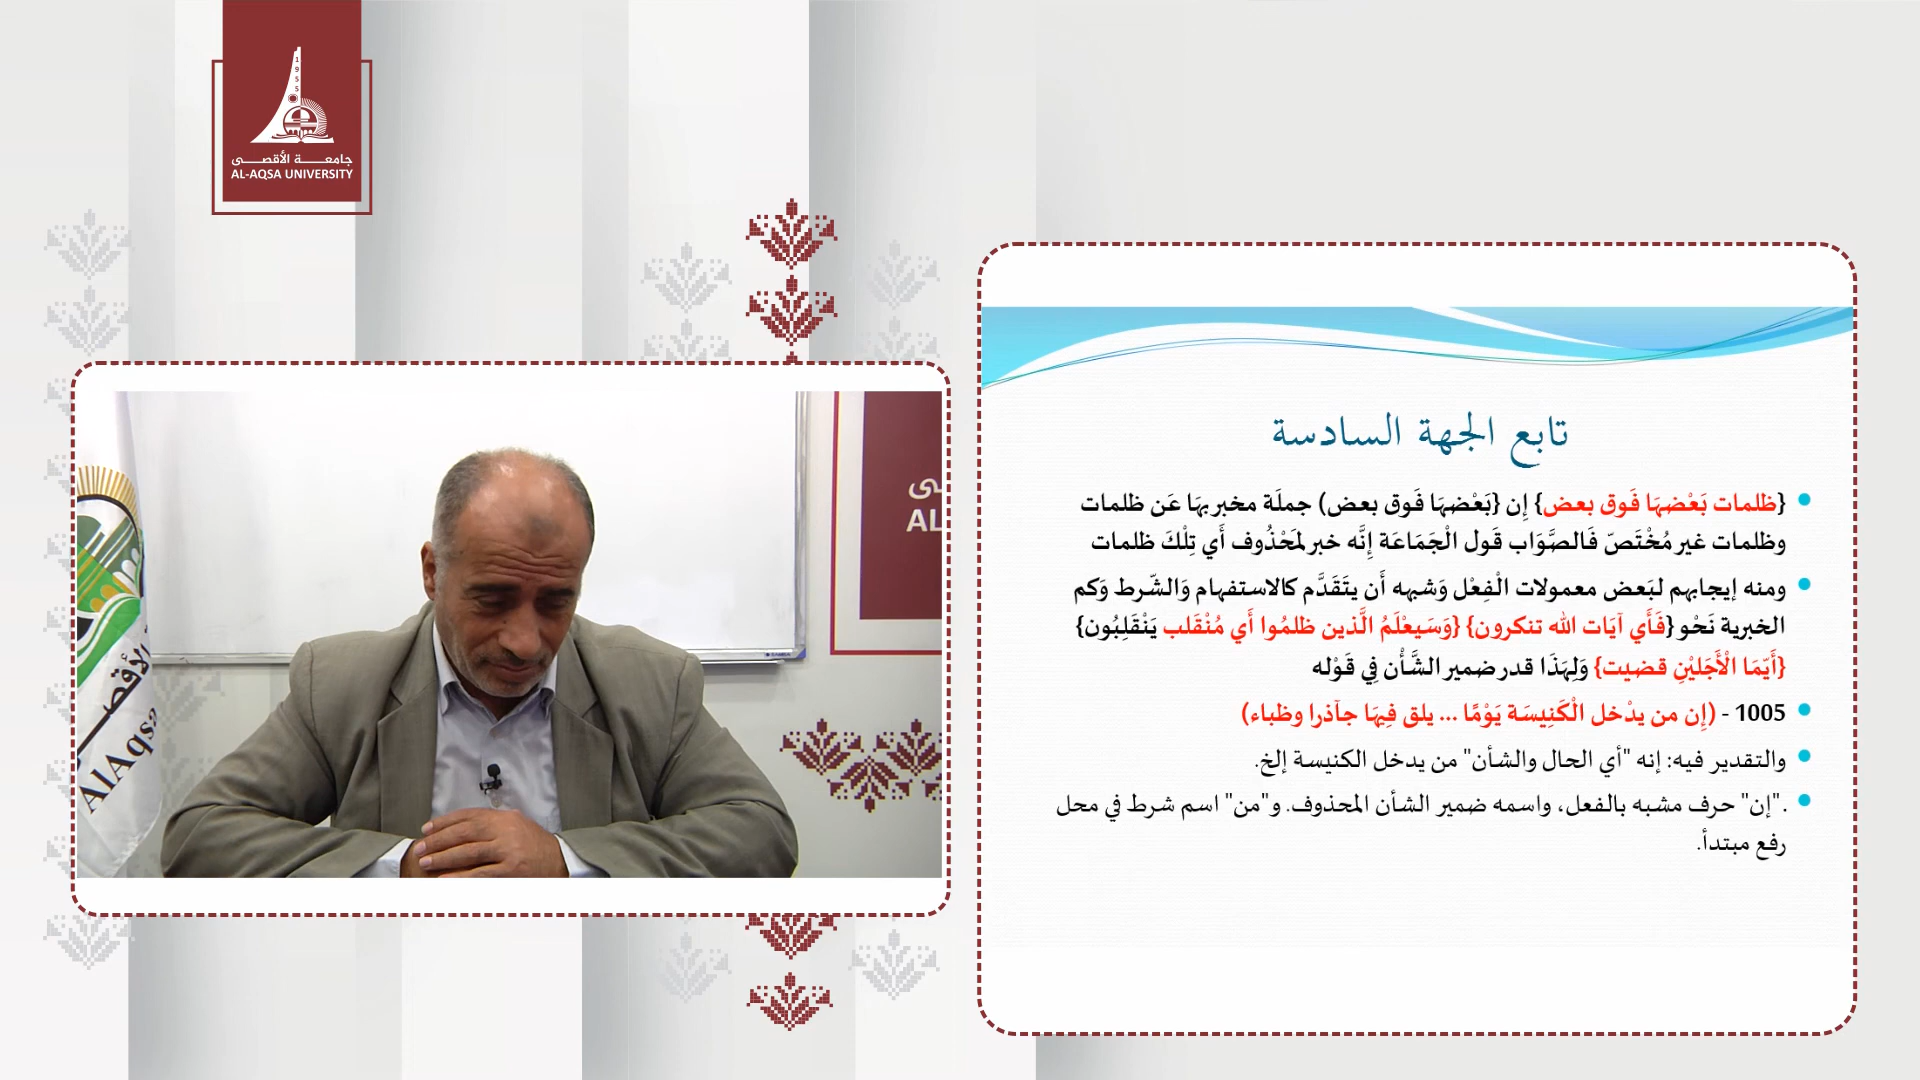 1955
جامعة الأقصى
AL-AQSA UNIVERSITY
تابع الجهة السادسة
{ظلمات بَعْضهَا فَوق بعض} إِن {بَعْضهَا فَوق بعض) جملَة مخبر بهَا عَن ظلمات
وظلمات غير مُخْتَصّ فَالصَّوَاب قَول الْجَمَاعَة إِنَّه خبر لمَحْذُوف أَي تِلْكَ ظلمات
ومنه إيجابهم لبَعض معمولات الْفِعْل وَشبهه أَن يتَقَدَّم كالاستفهام وَالشّرط وَكم
الخبرية نَحْو {فَأَي آيَات الله تنكرون} {وَسَيعْلَمُ الَّذين ظلمُوا أَي مُنْقَلب يَنْقَلِبُون}
{أَيّمَا الْأَجَليْنِ قضيت} وَلِهَذَا قدر ضمير الشَّأْن فِي قَوْله
1005 - (إِن من يدْخل الْكَنِيسَة يَوْمًا ... يلق فِيهَا جآذرا وظباء)
والتقدير فيه: إنه "أي الحال والشأن" من يدخل الكنيسة إلخ.
. "إن" حرف مشبه بالفعل، واسمه ضمير الشأن المحذوف. و"من" اسم شرط في محل
رفع مبتدأ.
ـى
AL
الأقص
AlAqsa